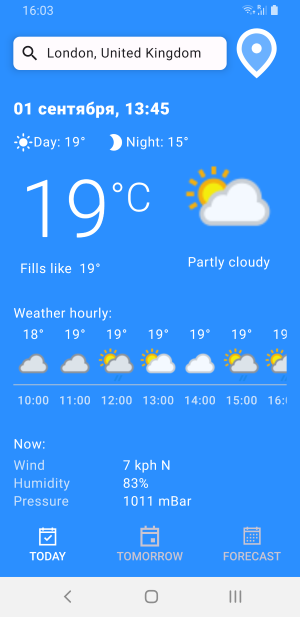 16:03
London, United Kingdom
01 сентября, 13:45
Day: 19° Night: 15°
19°C
Partly cloudy
Fills like 19°
Weather hourly:
18° 19° 19° 19° 19° 19° 19
10:00 11:00 12:00 13:00 14:00 15:00 16:0
Now:
Wind 7 kph N
Humidity 83%
Pressure 1011 mBar
TODAY TOMORROW FORECAST